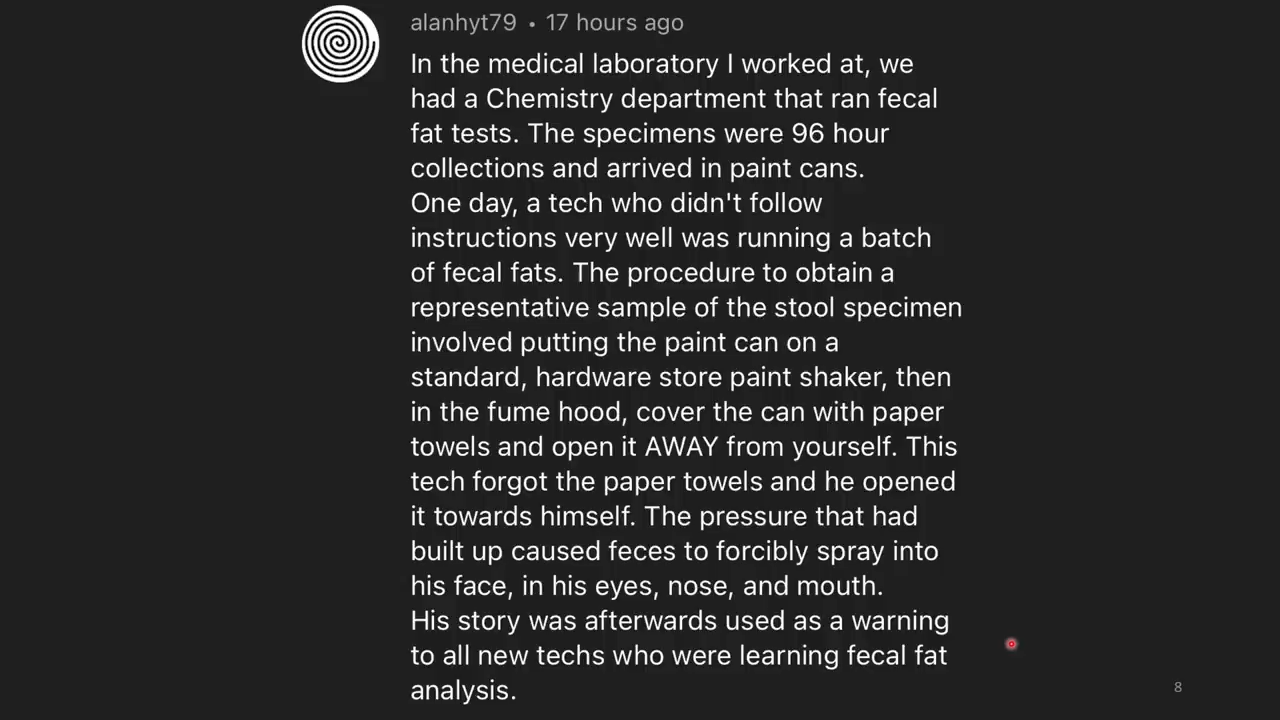 alanhyt79 • 17 hours ago
In the medical laboratory I worked at, we
had a Chemistry department that ran fecal
fat tests. The specimens were 96 hour
collections and arrived in paint cans.
One day, a tech who didn't follow
instructions very well was running a batch
of fecal fats. The procedure to obtain a
representative sample of the stool specimen
involved putting the paint can on a
standard, hardware store paint shaker, then
in the fume hood, cover the can with paper
towels and open it AWAY from yourself. This
tech forgot the paper towels and he opened
it towards himself. The pressure that had
built up caused feces to forcibly spray into
his face, in his eyes, nose, and mouth.
His story was afterwards used as a warning
to all new techs who were learning fecal fat
analysis.
8